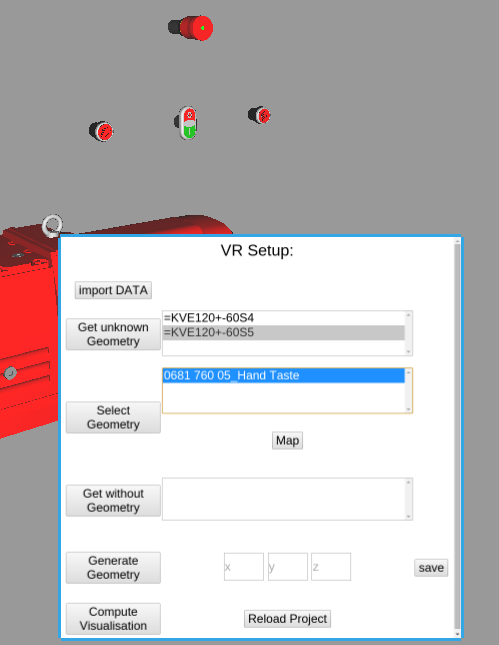 VR Setup:
import DATA
Get unknown
Geometry
=KVE120+-60S4
=KVE120+-60S5
Select
Geometry
0681 760 05_Hand Taste
Map
Get without
Geometry
Generate
Geometry
x
y
z
save
Compute
Visualisation
Reload Project